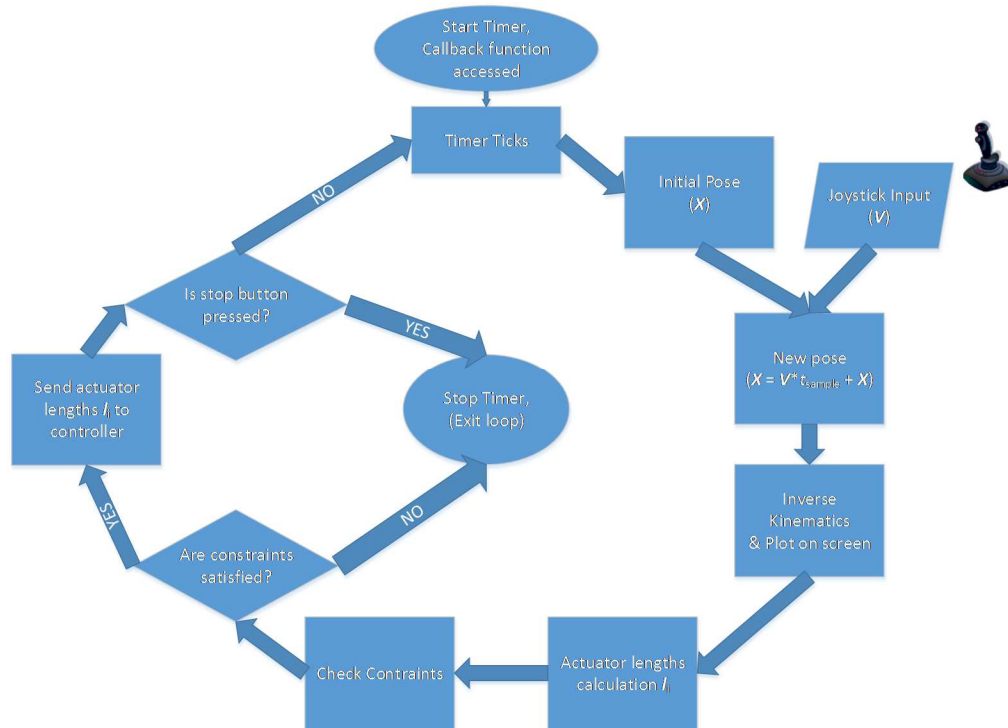 Start Timer,
Callback function
accessed
Timer Ticks
Initial Pose
(X)
Joystick Input
(V)
New pose
(X = V* tsample + X)
Inverse
Kinematics
& Plot on screen
Actuator lengths
calculation li
Check Contraints
Are constraints
satisfied?
YES
NO
Send actuator
lengths li to
controller
Is stop button
pressed?
NO
YES
Stop Timer,
(Exit loop)